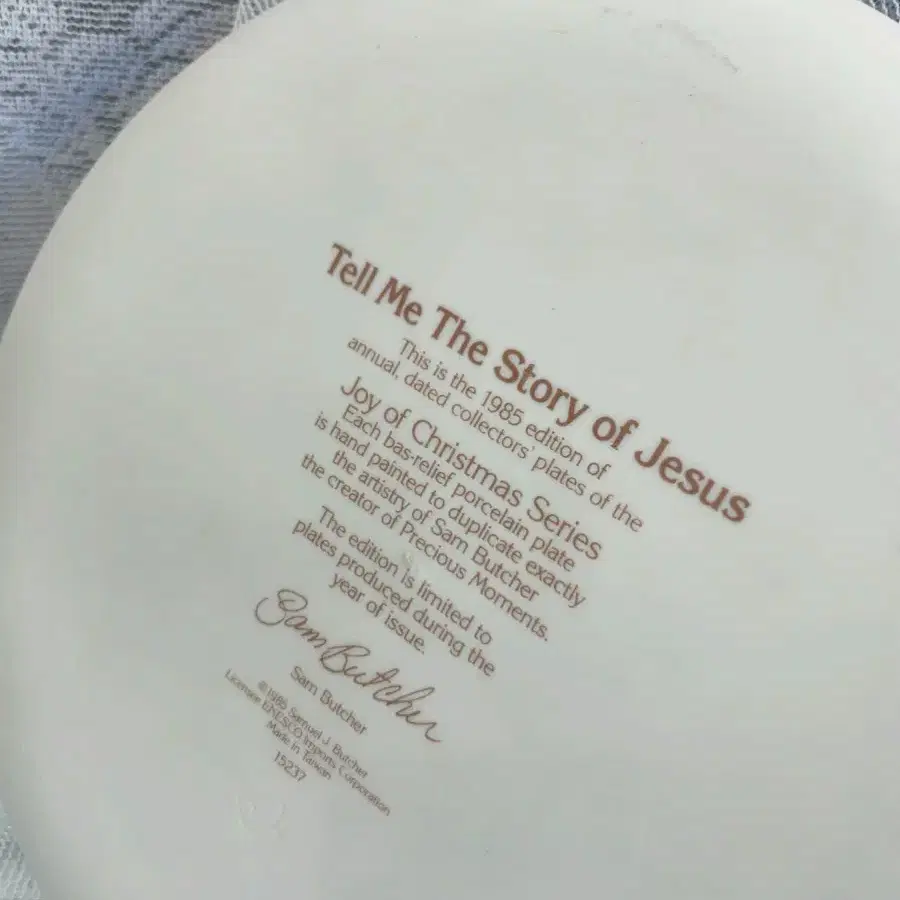 Tell Me The Story of Jesus
This is the 1985 edition of
annual, dated collectors' plates of the
Joy of Christmas Series
Each bas-relief porcelain plate
is hand painted to duplicate exactly
the artistry of Sam Butcher
the creator of Precious Moments.
The edition is limited to
plates produced during the
year of issue.
Sam Butcher
Sam Butcher
©1985 Samuel J. Butcher
Licensee ENESCO Imports Corporation
Made in Taiwan
15237